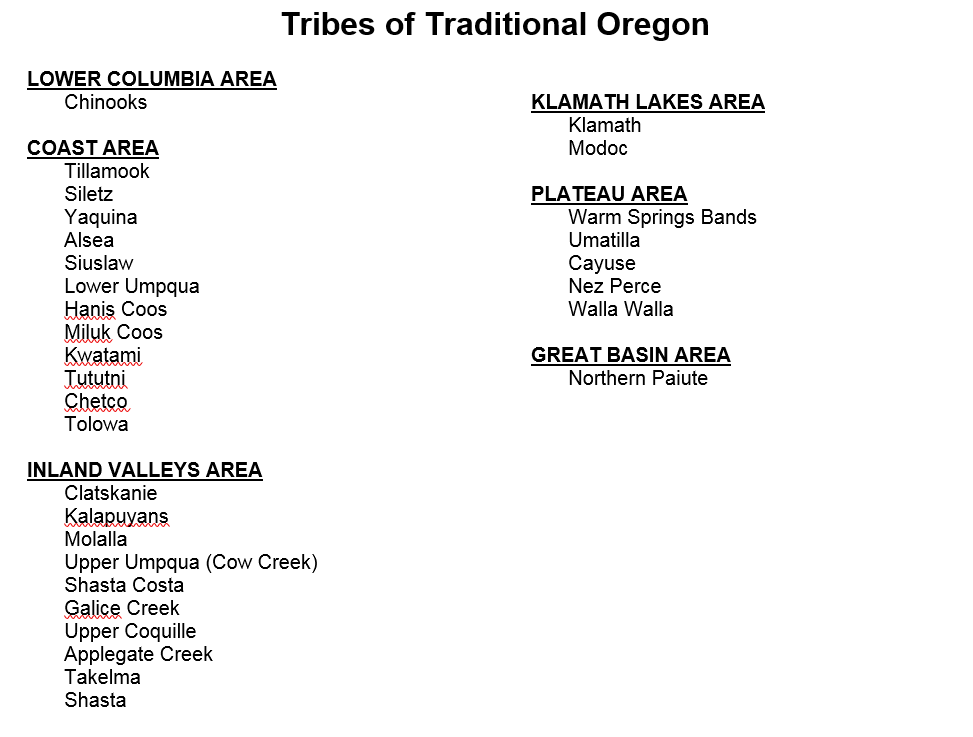 Tribes of Traditional Oregon
LOWER COLUMBIA AREA
Chinooks
COAST AREA
Tillamook
Siletz
Yaquina
Alsea
Siuslaw
Lower Umpqua
Hanis Coos
Miluk Coos
Kwatami
Tututni
Chetco
Tolowa
INLAND VALLEYS AREA
Clatskanie
Kalapuyans
Molalla
Upper Umpqua (Cow Creek)
Shasta Costa
Galice Creek
Upper Coquille
Applegate Creek
Takelma
Shasta
KLAMATH LAKES AREA
Klamath
Modoc
PLATEAU AREA
Warm Springs Bands
Umatilla
Cayuse
Nez Perce
Walla Walla
GREAT BASIN AREA
Northern Paiute